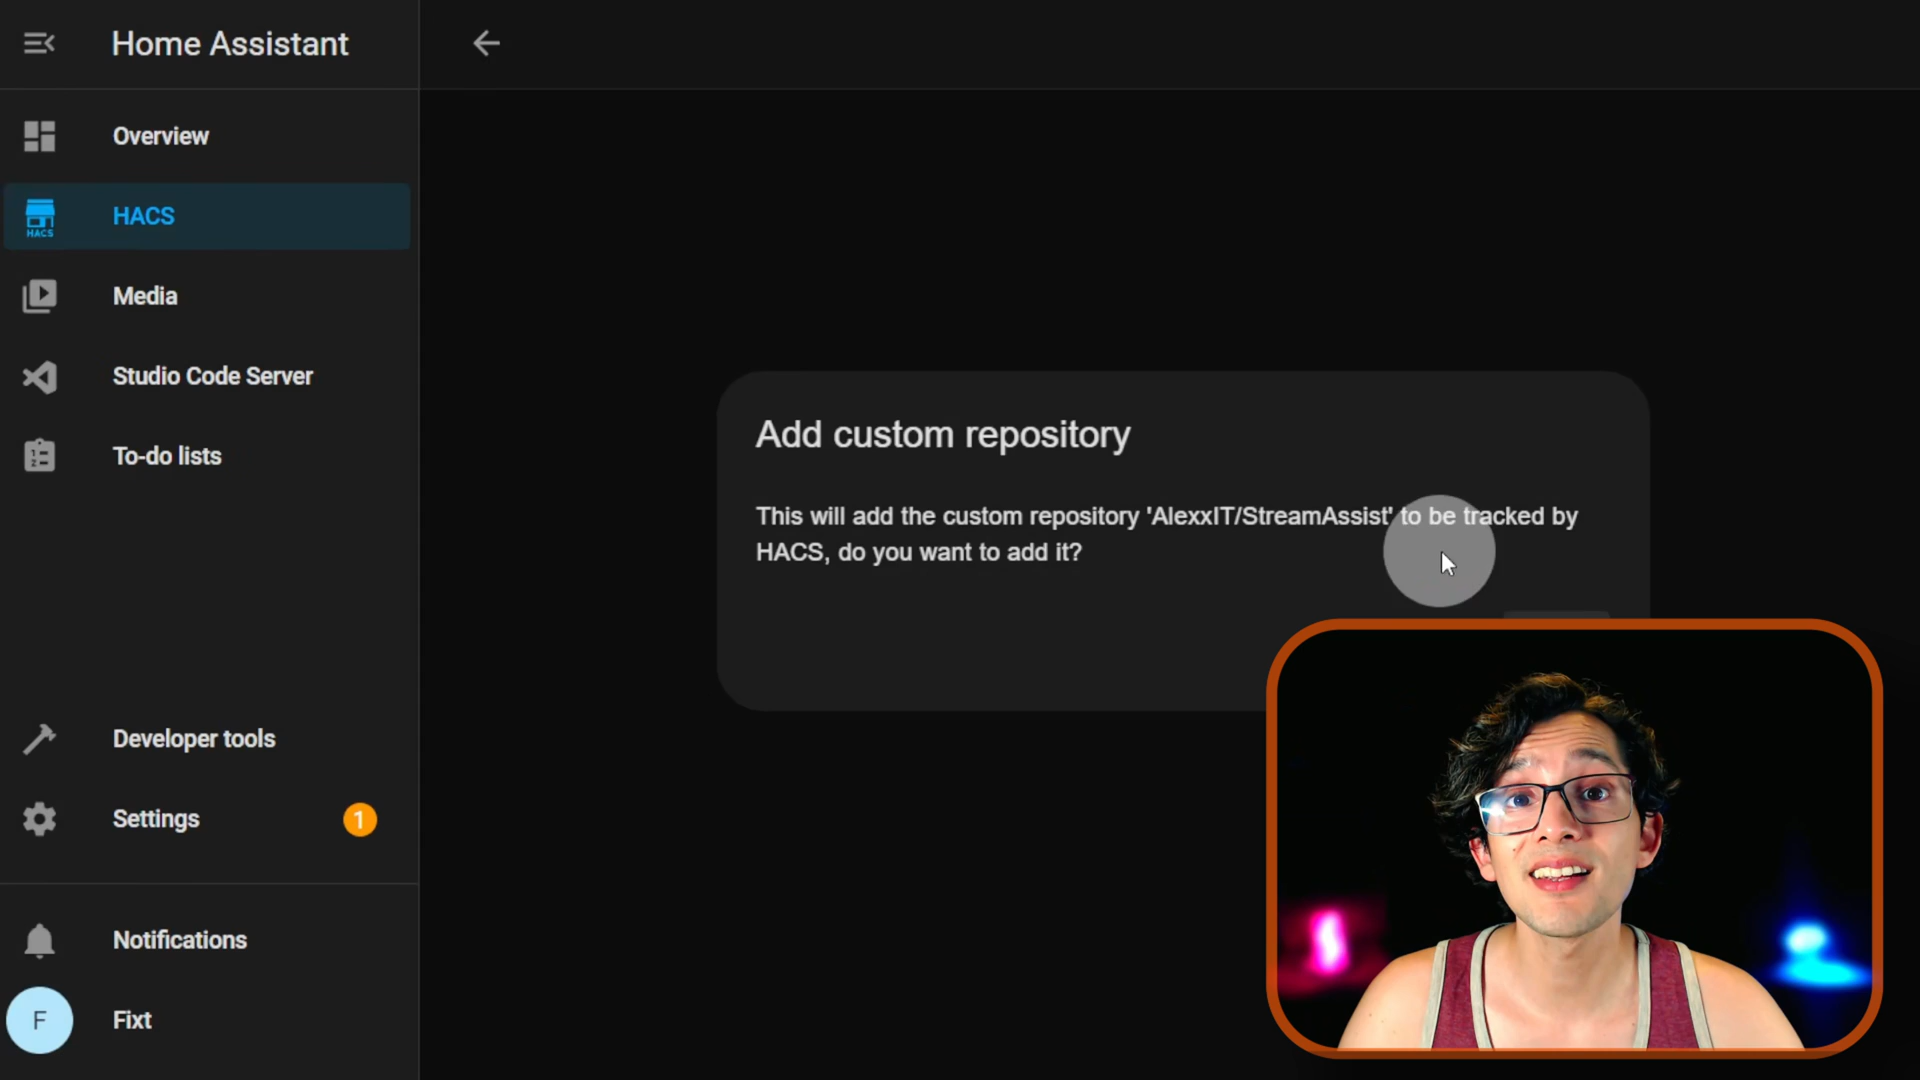 Home Assistant
Overview
HACS
HACS
Media
Studio Code Server
1
2
To-do lists
Add custom repository
This will add the custom repository 'AlexxIT/StreamAssist' to be tracked by
HACS, do you want to add it?
Developer tools
Settings
1
Notifications
F
Fixt